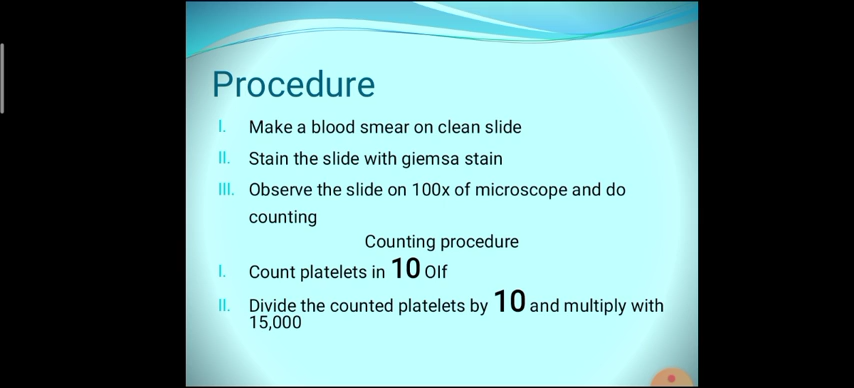 Procedure
I. Make a blood smear on clean slide
II. Stain the slide with giemsa stain
III. Observe the slide on 100x of microscope and do
counting
Counting procedure
I. Count platelets in 10 OIf
II. Divide the counted platelets by 10 and multiply with
15,000